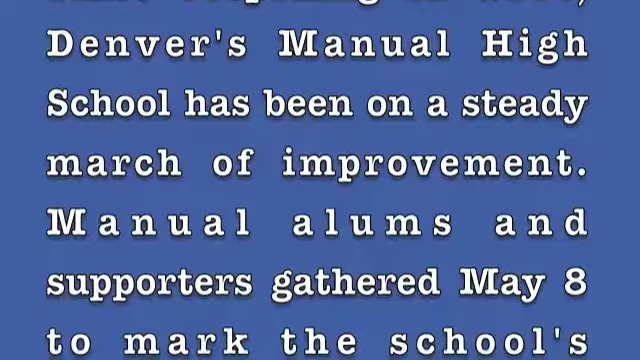 Denver's Manual High
School has been on a steady
march of improvement.
Manual alums and
supporters gathered May 8
to mark the school's